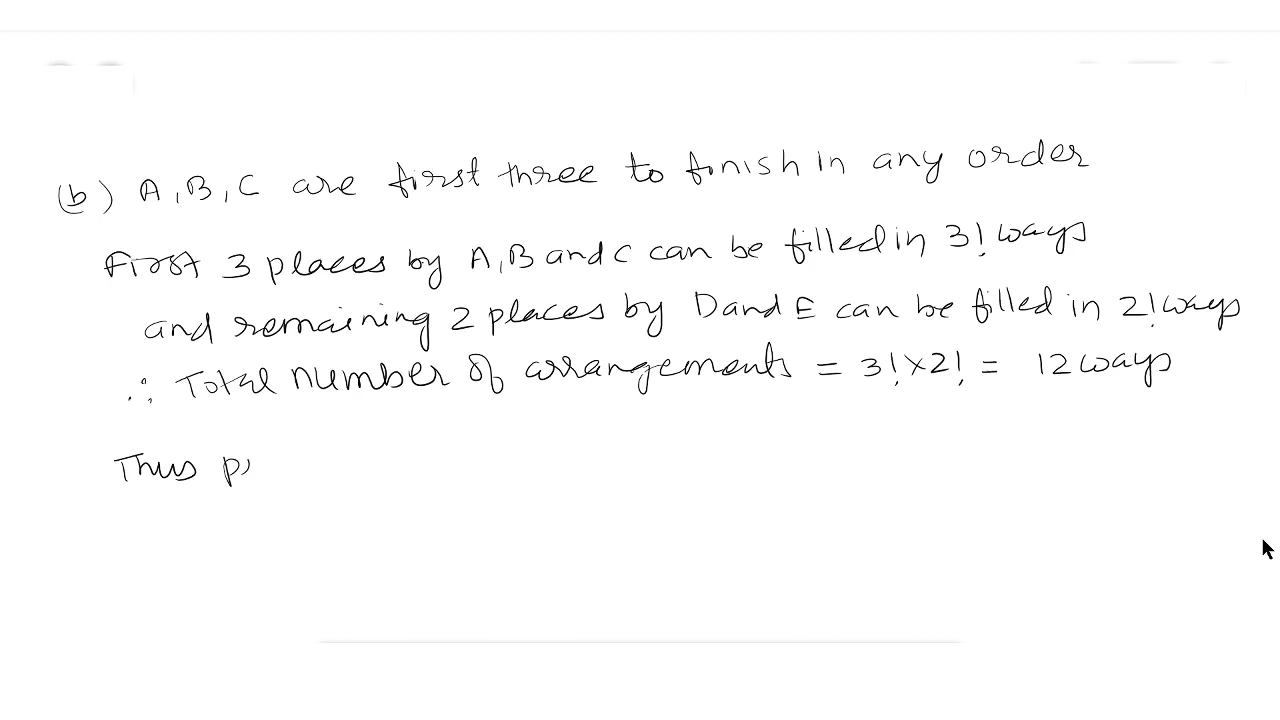 (b) A, B, C are first three to finish in any order
First 3 places by A, B and C can be filled in 3! ways
and remaining 2 places by D and E can be filled in 2! ways
∴ Total number of arrangements = 3! × 2! = 12 ways
Thus